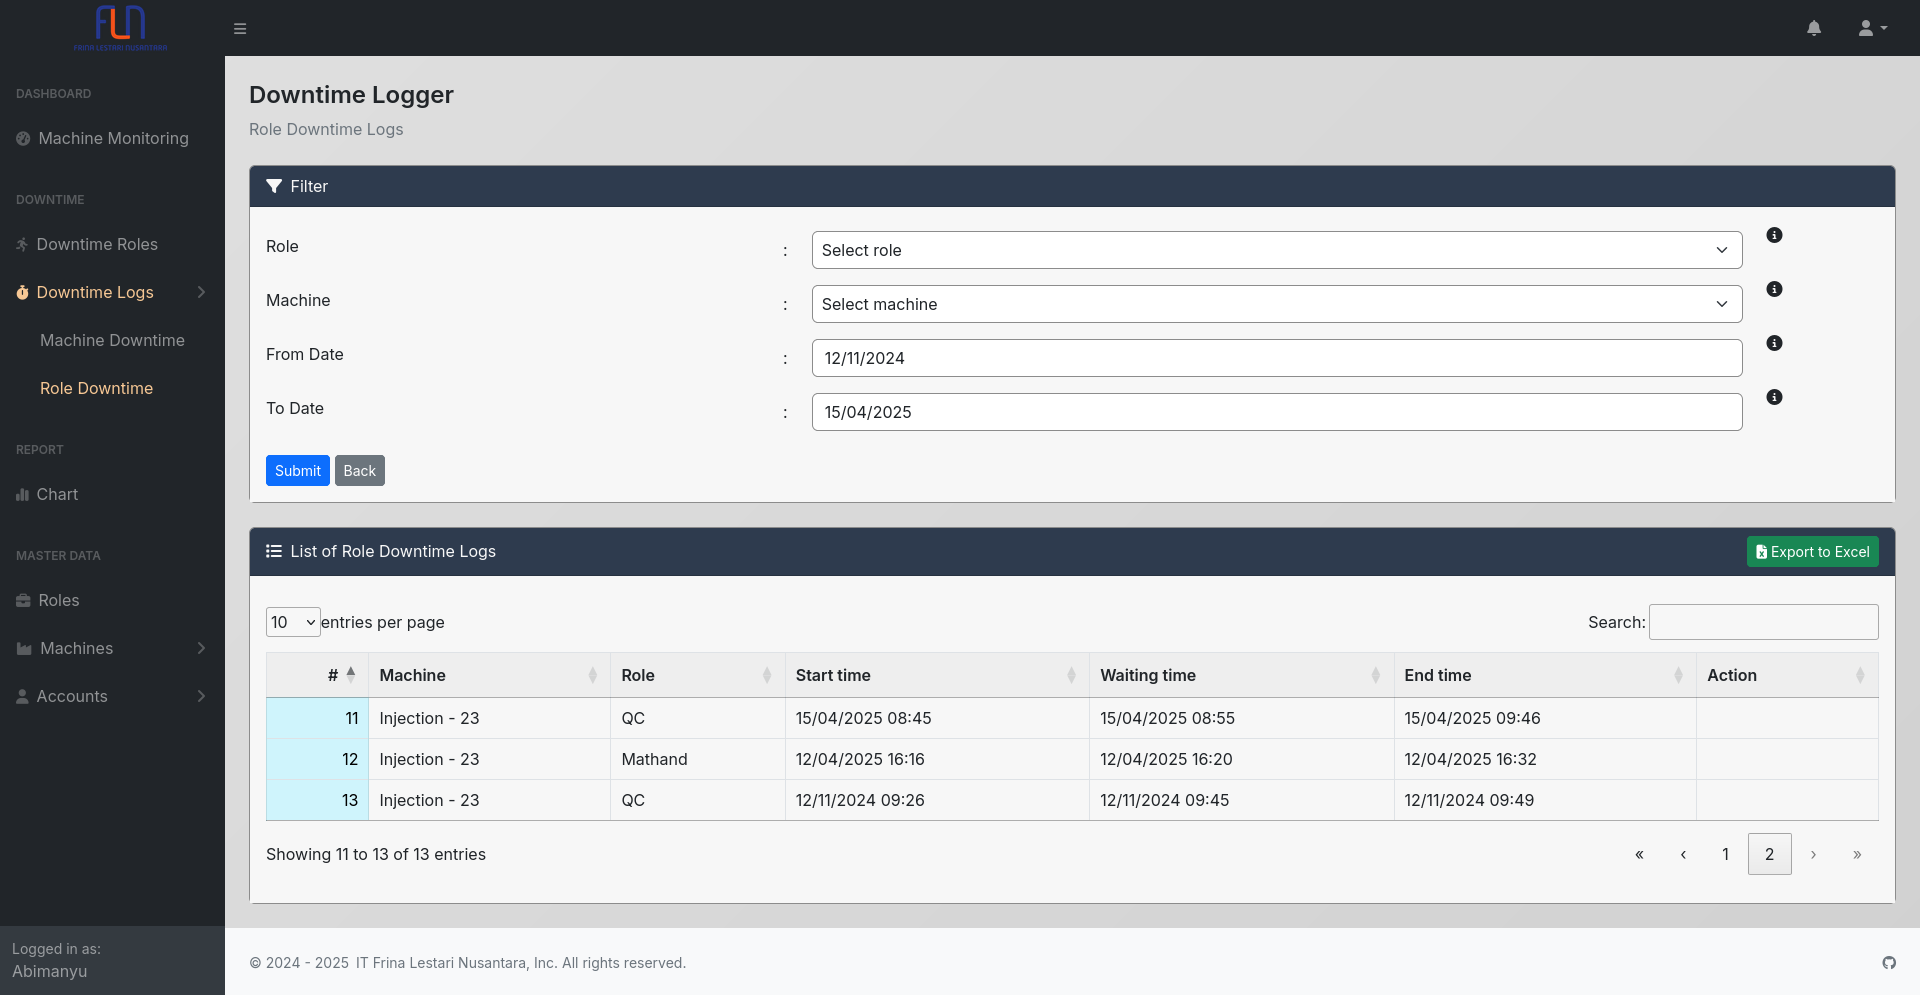 FLN
FRINA LESTARI NUSANTARA
DASHBOARD
Machine Monitoring
DOWNTIME
Downtime Roles
Downtime Logs
Machine Downtime
Role Downtime
REPORT
Chart
MASTER DATA
Roles
Machines
Accounts
Logged in as:
Abimanyu
Downtime Logger
Role Downtime Logs
Filter
Role : Select role
Machine : Select machine
From Date : 12/11/2024
To Date : 15/04/2025
Submit Back
List of Role Downtime Logs Export to Excel
10 entries per page Search:
# Machine Role Start time Waiting time End time Action
11 Injection - 23 QC 15/04/2025 08:45 15/04/2025 08:55 15/04/2025 09:46
12 Injection - 23 Mathand 12/04/2025 16:16 12/04/2025 16:20 12/04/2025 16:32
13 Injection - 23 QC 12/11/2024 09:26 12/11/2024 09:45 12/11/2024 09:49
Showing 11 to 13 of 13 entries « ‹ 1 2 › »
© 2024 - 2025 IT Frina Lestari Nusantara, Inc. All rights reserved.